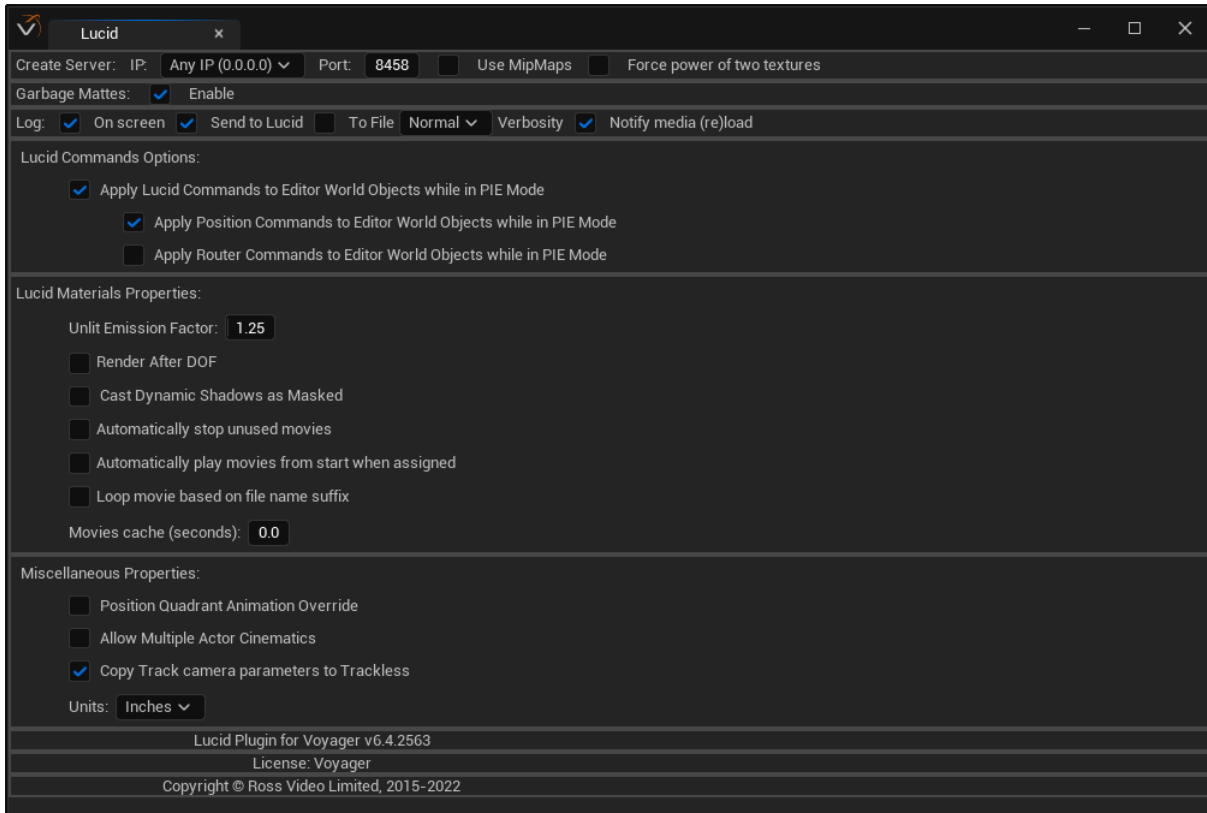 Lucid
Create Server: IP: Any IP (0.0.0.0) Port: 8458 Use MipMaps Force power of two textures
Garbage Mattes: Enable
Log: On screen Send to Lucid To File Normal Verbosity Notify media (re)load
Lucid Commands Options:
Apply Lucid Commands to Editor World Objects while in PIE Mode
Apply Position Commands to Editor World Objects while in PIE Mode
Apply Router Commands to Editor World Objects while in PIE Mode
Lucid Materials Properties:
Unlit Emission Factor: 1.25
Render After DOF
Cast Dynamic Shadows as Masked
Automatically stop unused movies
Automatically play movies from start when assigned
Loop movie based on file name suffix
Movies cache (seconds): 0.0
Miscellaneous Properties:
Position Quadrant Animation Override
Allow Multiple Actor Cinematics
Copy Track camera parameters to Trackless
Units: Inches
Lucid Plugin for Voyager v6.4.2563
License: Voyager
Copyright © Ross Video Limited, 2015-2022